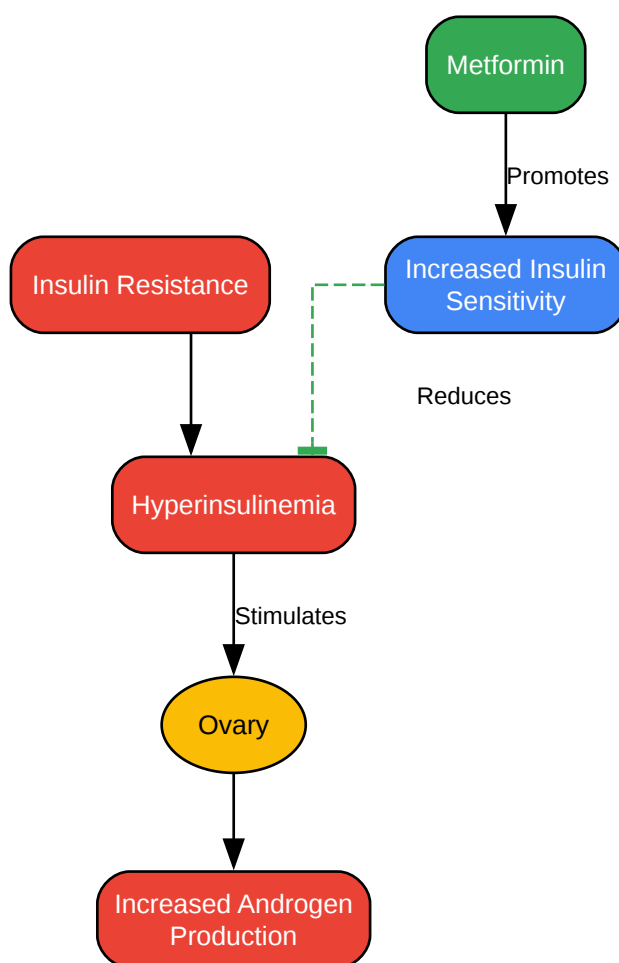 Metformin
Promotes
Insulin Resistance
Increased Insulin
Sensitivity
Reduces
Hyperinsulinemia
Stimulates
Ovary
Increased Androgen
Production